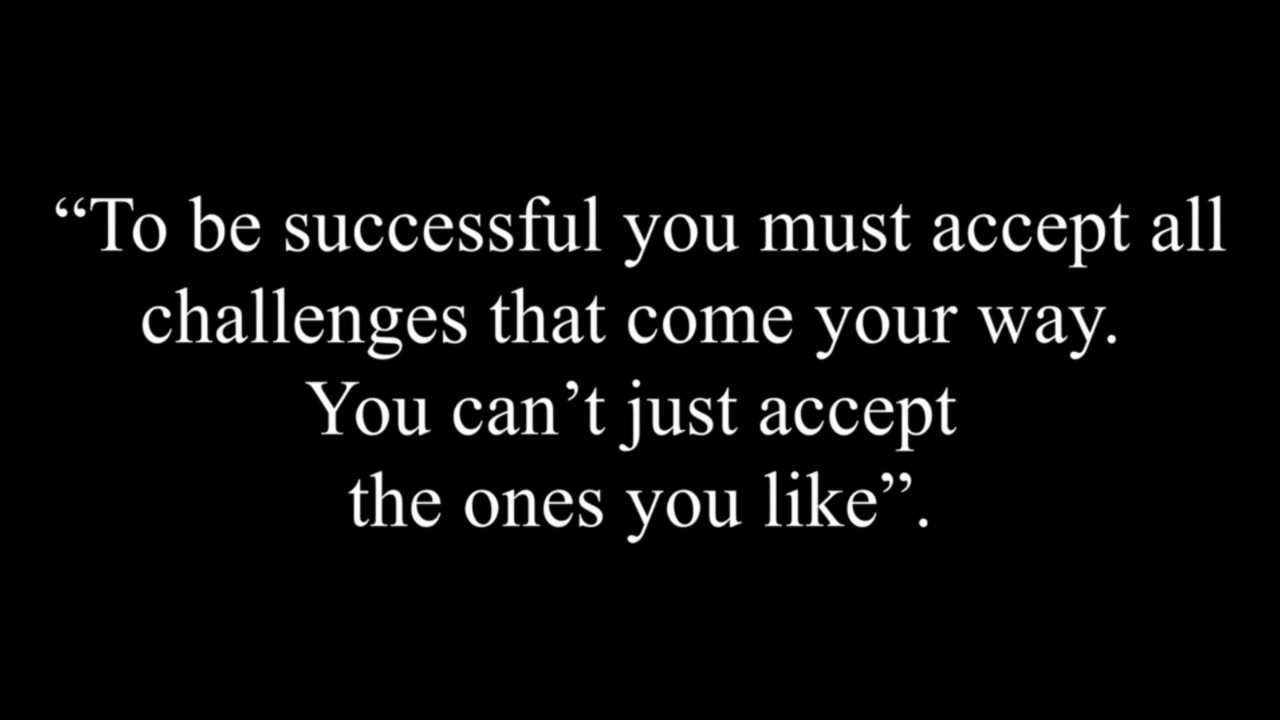 “To be successful you must accept all
challenges that come your way.
You can’t just accept
the ones you like”.